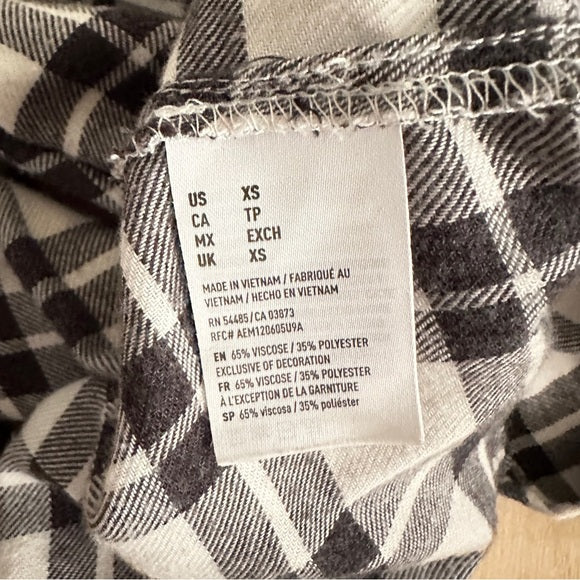 US XS
CA TP
MX EXCH
UK XS
MADE IN VIETNAM / FABRIQUÉ AU
VIETNAM / HECHO EN VIETNAM
RN 54485/CA 03873
RFC# AEM120605U9A
EN 65% VISCOSE / 35% POLYESTER
EXCLUSIVE OF DECORATION
FR 65% VISCOSE / 35% POLYESTER
À L'EXCEPTION DE LA GARNITURE
SP 65% viscosa / 35% poliéster